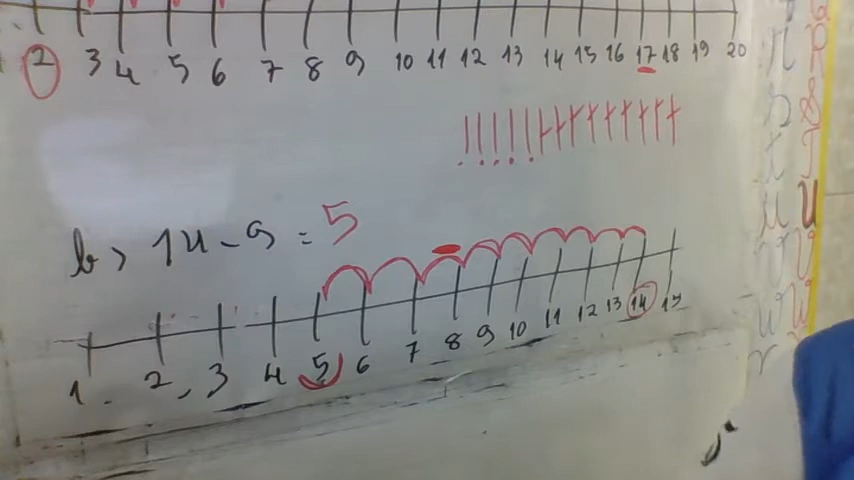 2 3 4 5 6 7 8 9 10 11 12 13 14 15 16 17 18 19 20
b> 14 - 9 = 5
1. 2, 3 4 5 6 7 8 9 10 11 12 13 14 15